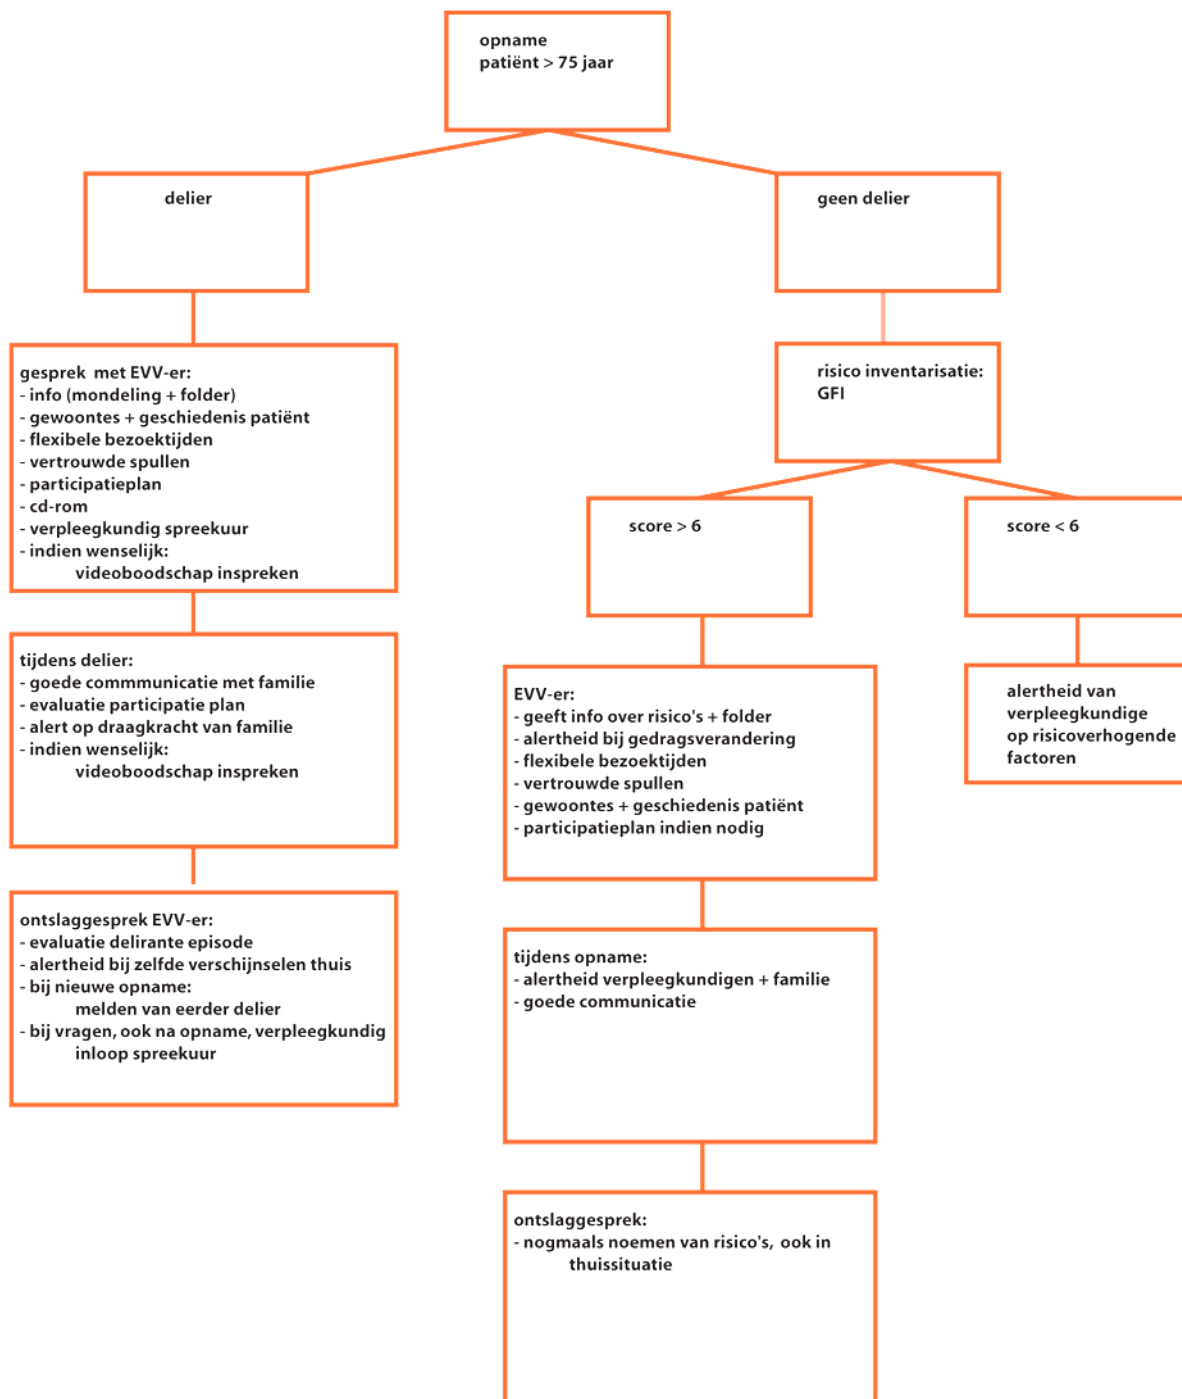 opname
patiënt > 75 jaar
delier
geen delier
gesprek met EVV-er:
- info (mondeling + folder)
- gewoontes + geschiedenis patiënt
- flexibele bezoektijden
- vertrouwde spullen
- participatieplan
- cd-rom
- verpleegkundig spreekuur
- indien wenselijk:
videoboodschap inspreken
risico inventarisatie:
GFI
score > 6
score < 6
tijdens delier:
- goede commmunicatie met familie
- evaluatie participatie plan
- alert op draagkracht van familie
- indien wenselijk:
videoboodschap inspreken
EVV-er:
- geeft info over risico's + folder
- alertheid bij gedragsverandering
- flexibele bezoektijden
- vertrouwde spullen
- gewoontes + geschiedenis patiënt
- participatieplan indien nodig
alertheid van
verpleegkundige
op risicoverhogende
factoren
ontslaggesprek EVV-er:
- evaluatie delirante episode
- alertheid bij zelfde verschijnselen thuis
- bij nieuwe opname:
melden van eerder delier
- bij vragen, ook na opname, verpleegkundig
inloop spreekuur
tijdens opname:
- alertheid verpleegkundigen + familie
- goede communicatie
ontslaggesprek:
- nogmaals noemen van risico's, ook in
thuissituatie